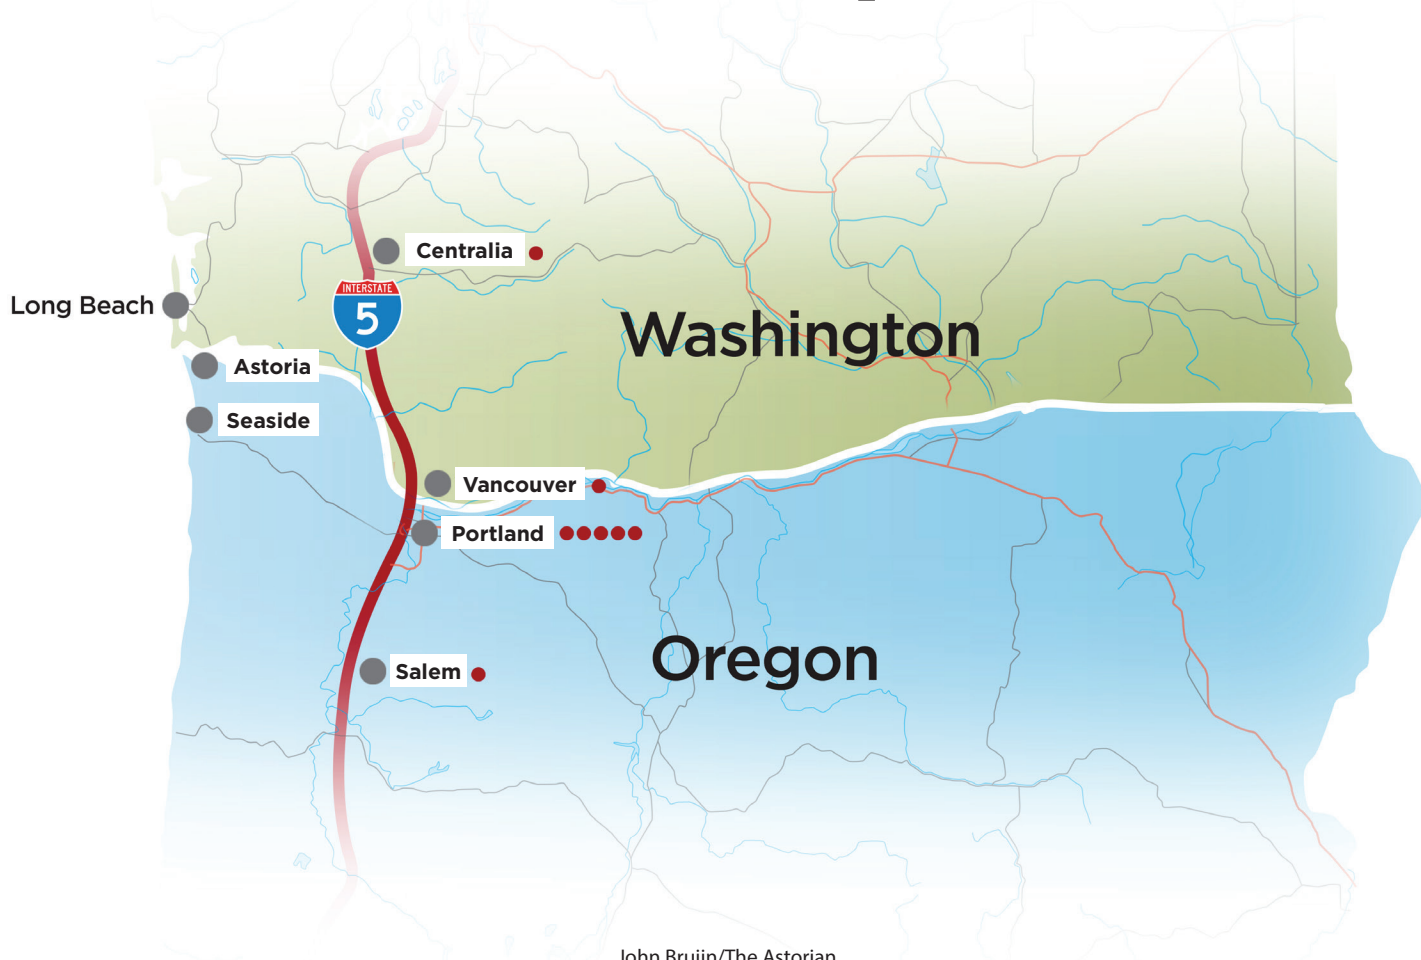 Centralia
INTERSTATE
5
Long Beach
Washington
Astoria
Seaside
Vancouver
Portland
Oregon
Salem
John Bruijn/The Astorian